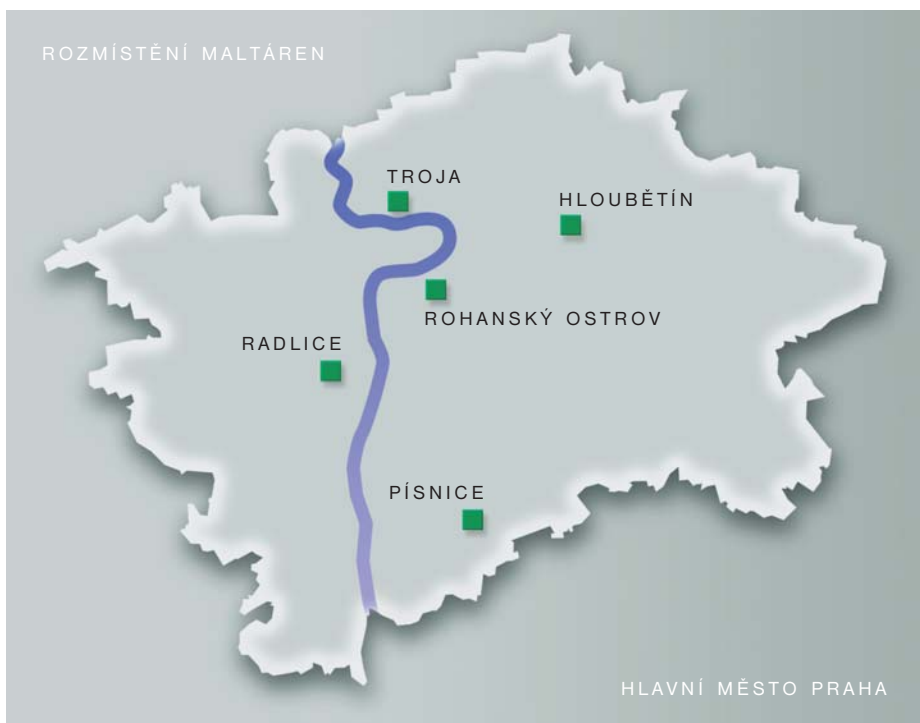 ROZMÍSTĚNÍ MALTÁREN
TROJA
HLOUBĚTÍN
ROHANSKÝ OSTROV
RADLICE
PÍSNICE
HLAVNÍ MĚSTO PRAHA